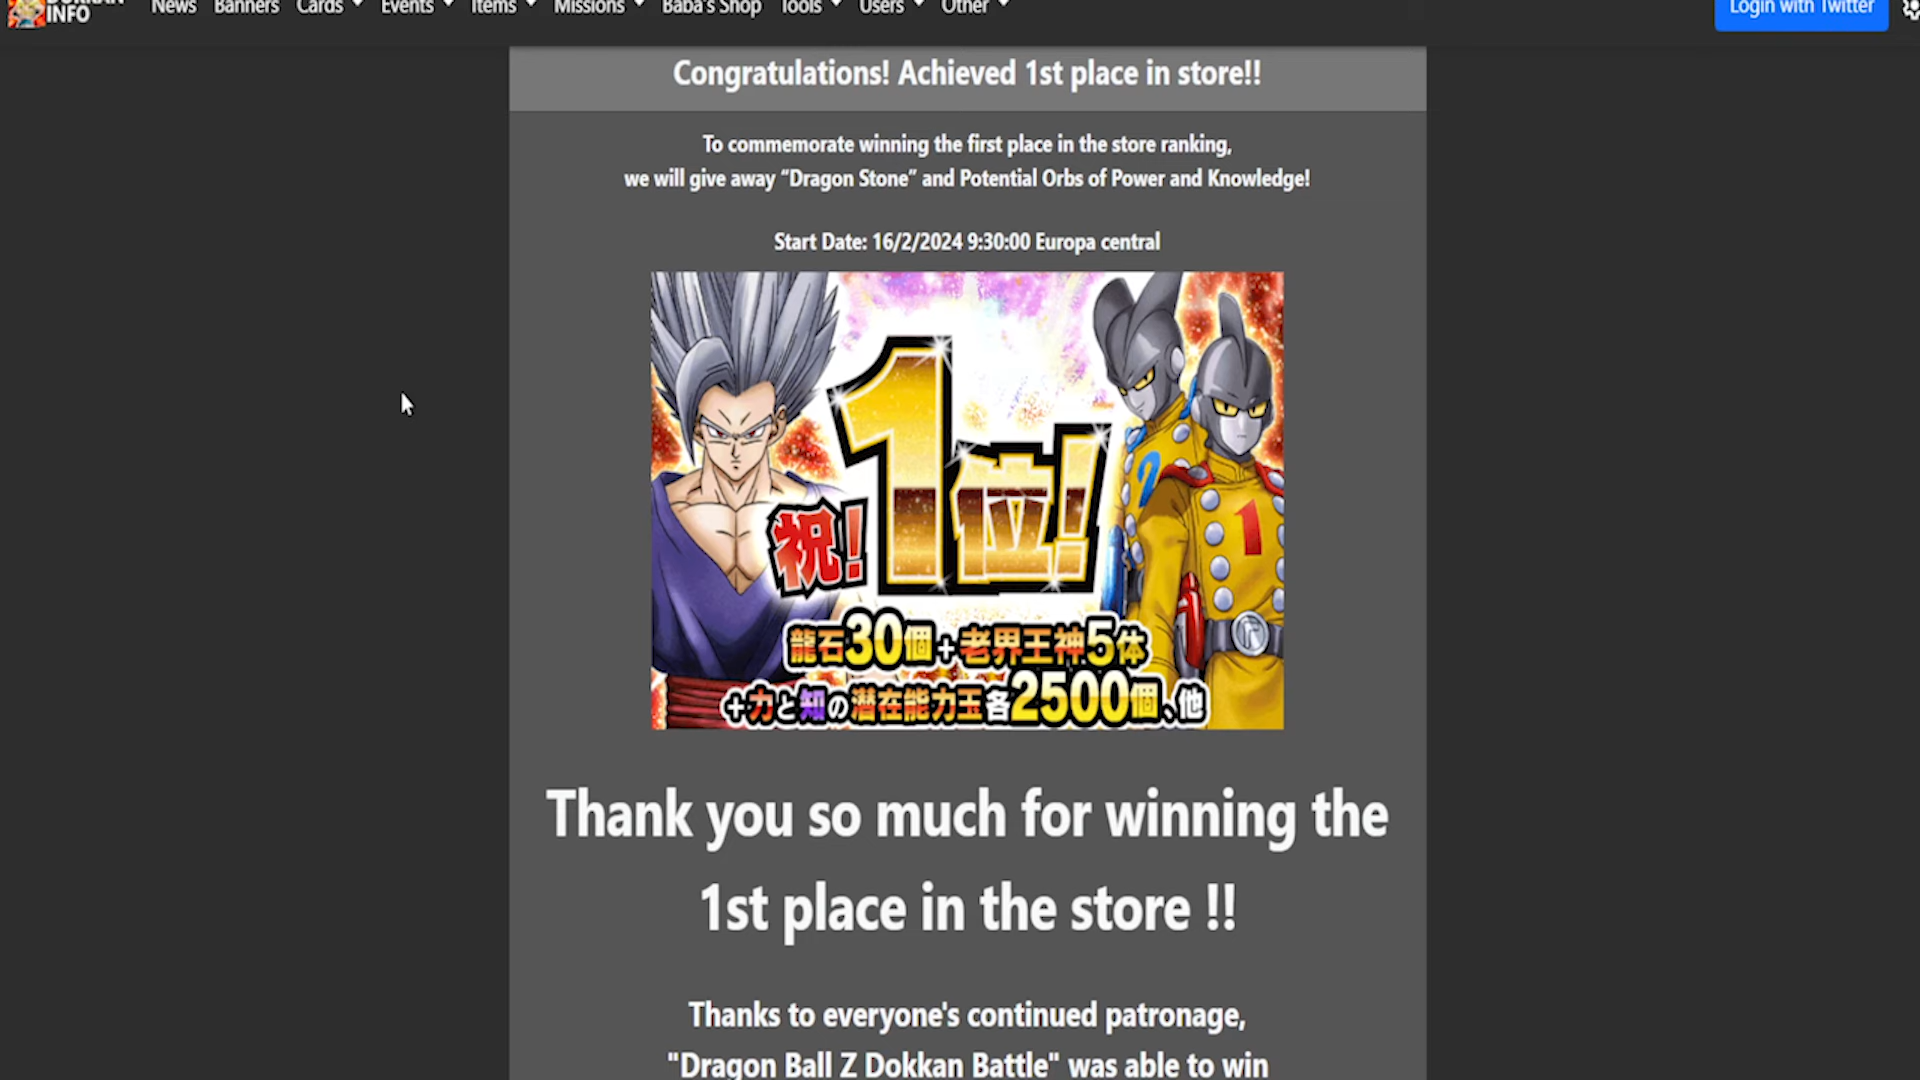 INFO
News Banners Cards Events Items Missions Baba's Shop Tools Users Other
Login with Twitter
Congratulations! Achieved 1st place in store!!
To commemorate winning the first place in the store ranking,
we will give away “Dragon Stone” and Potential Orbs of Power and Knowledge!
Start Date: 16/2/2024 9:30:00 Europa central
祝! 1位!
2
1
龍石30個+老界王神5体
+力と知の潜在能力玉各2500個、他
Thank you so much for winning the
1st place in the store !!
Thanks to everyone's continued patronage,
"Dragon Ball Z Dokkan Battle" was able to win